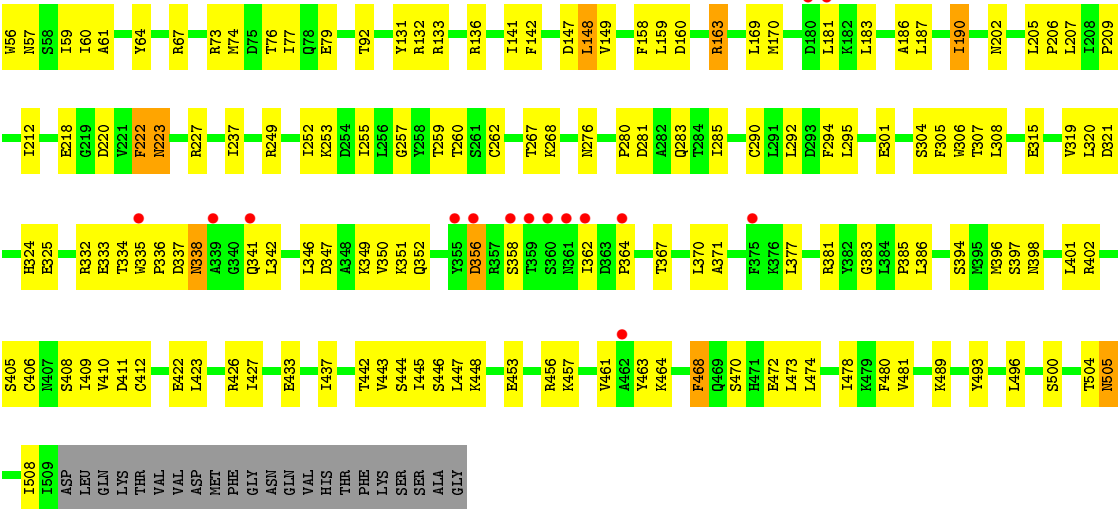 W56 N57 S58 I59 I60 A61 Y64 R67 R73 M74 D75 T76 I77 Q78 E79 T92 Y131 R132 R133 R136 I141 F142 D147 L148 V149 F158 L159 D160 R163 L169 M170 D180 L181 K182 L183 A186 L187 I190 N202 L205 P206 L207 I208 P209
I212 E218 G219 D220 V221 F222 N223 R227 I237 R249 I252 K253 D254 I255 L256 G257 Y258 T259 T260 S261 C262 T267 K268 N276 P280 D281 A282 Q283 T284 I285 C290 L291 L292 D293 F294 L295 E301 S304 F305 W306 T307 L308 E315 V319 L320 D321
H324 E325 R332 E333 T334 W335 P336 D337 N338 A339 G340 Q341 L342 L346 D347 A348 K349 V350 K351 Q352 Y355 D356 R357 S358 T359 S360 N361 I362 D363 P364 T367 L370 A371 F375 K376 L377 R381 Y382 G383 L384 P385 L386 S394 M395 M396 S397 N398 L401 R402
S405 C406 N407 S408 I409 V410 D411 C412 E422 L423 R426 I427 E433 I437 T442 V443 S444 I445 S446 L447 K448 E453 R456 K457 V461 A462 Y463 K464 F468 Q469 S470 H471 E472 L473 L474 I478 K479 F480 V481 K489 Y493 L496 S500 T504 N505
I508 I509 ASP LEU GLN LYS THR VAL VAL ASP MET PHE GLY ASN GLN VAL HIS THR PHE LYS SER SER ALA GLY